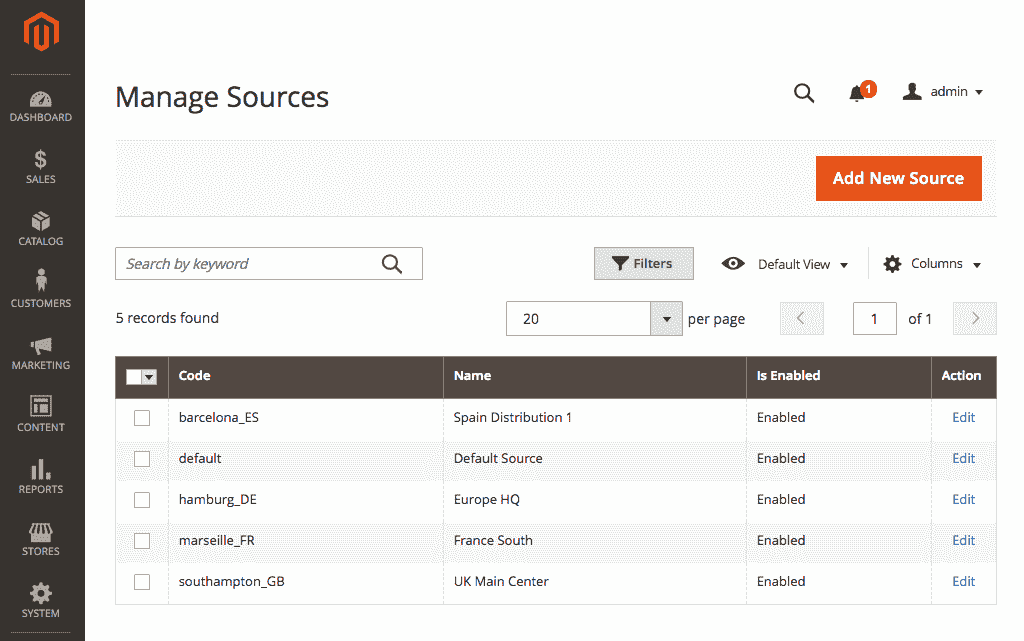 Manage Sources
1
admin
Add New Source
DASHBOARD
SALES
CATALOG
CUSTOMERS
MARKETING
CONTENT
REPORTS
STORES
SYSTEM
Search by keyword
Filters
Default View
Columns
5 records found
20 per page
1 of 1
Code Name Is Enabled Action
barcelona_ES Spain Distribution 1 Enabled Edit
default Default Source Enabled Edit
hamburg_DE Europe HQ Enabled Edit
marseille_FR France South Enabled Edit
southampton_GB UK Main Center Enabled Edit